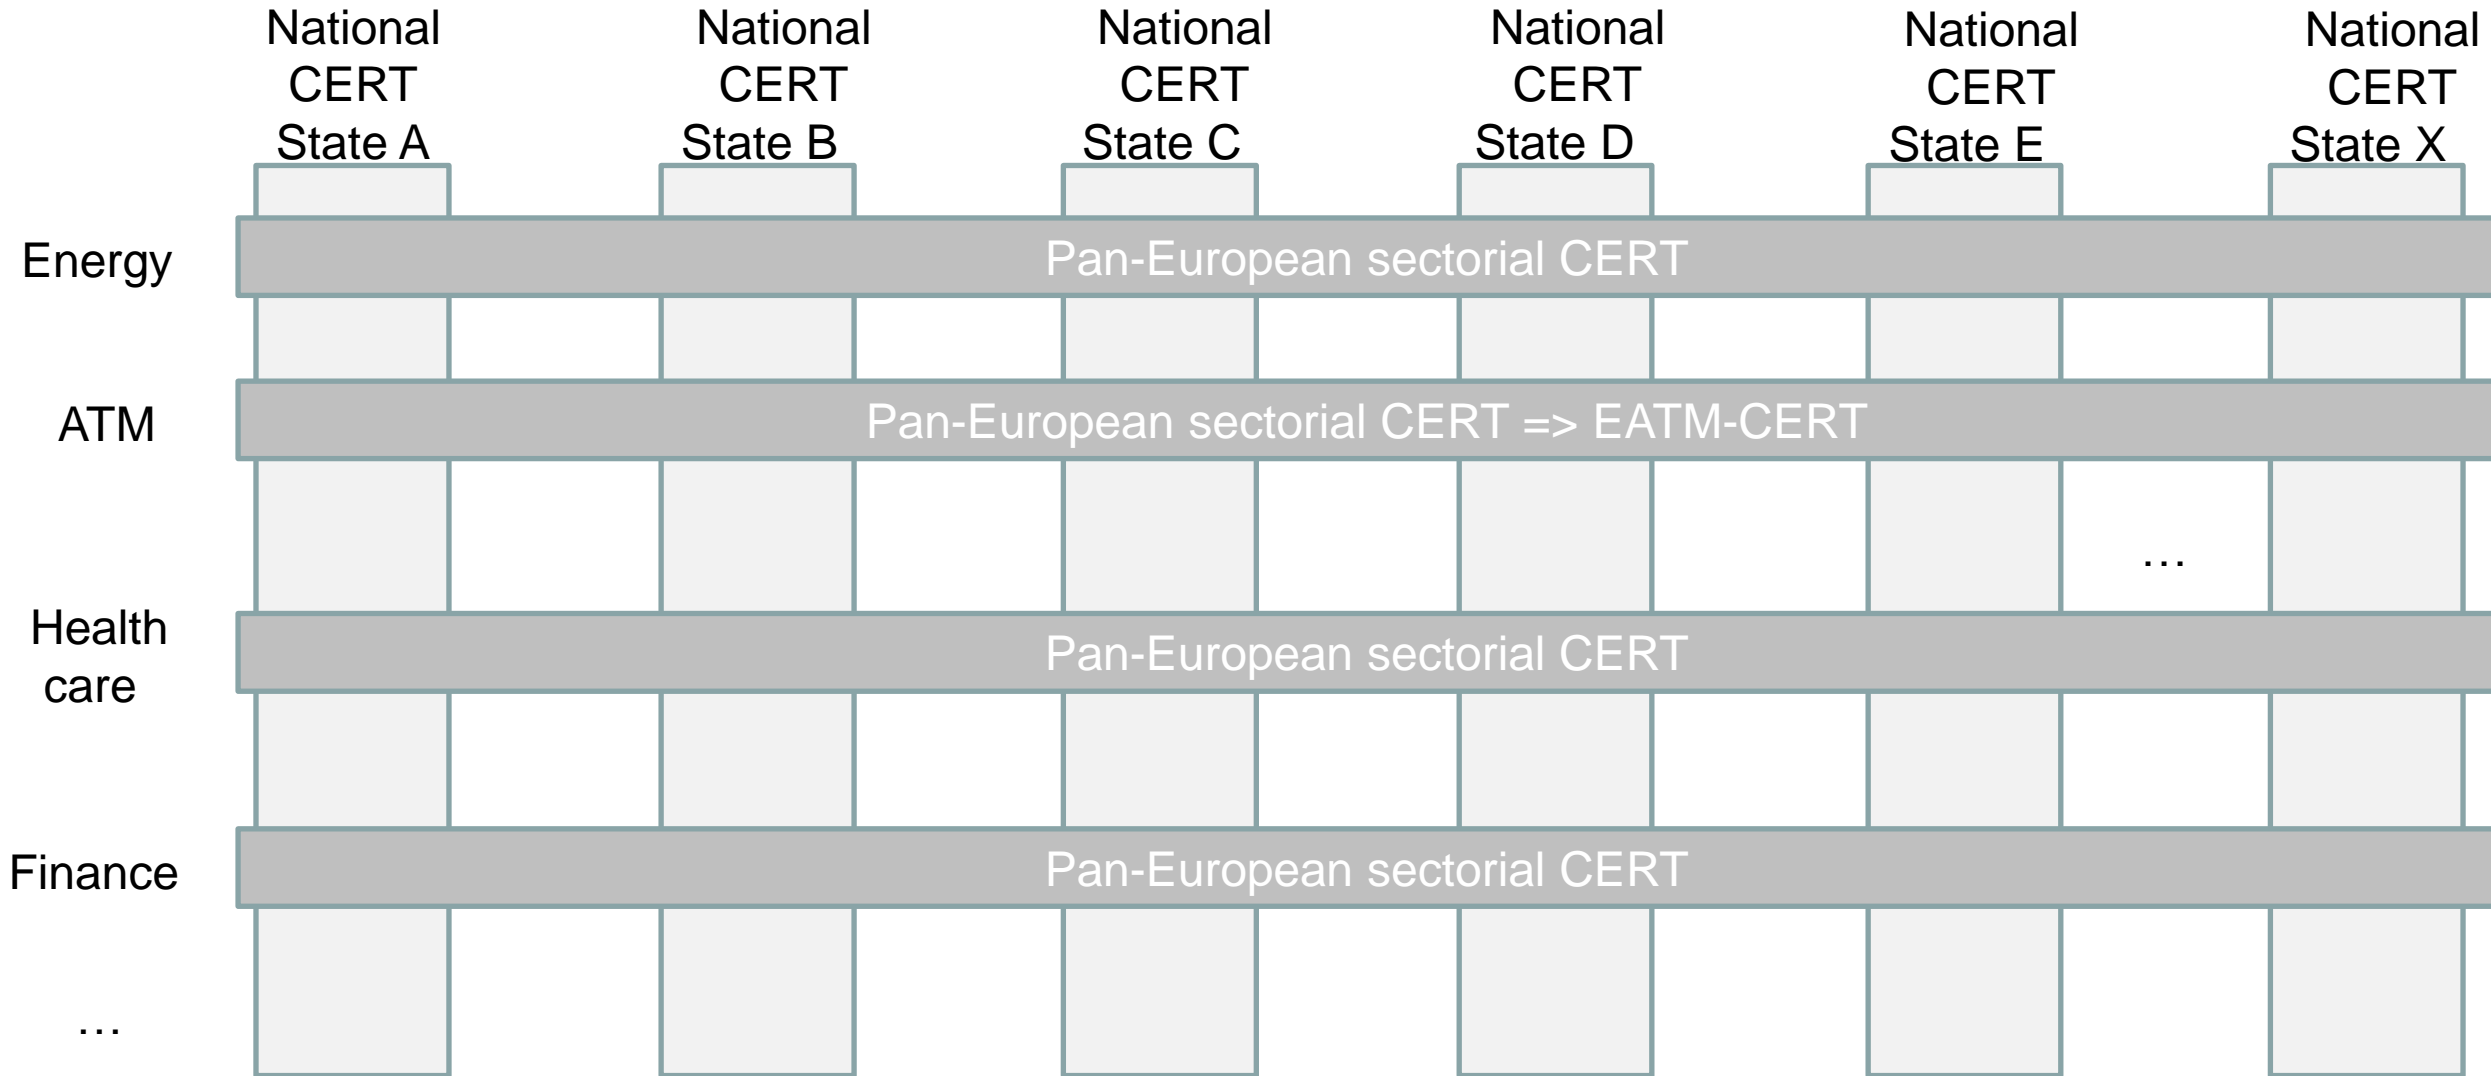 National
CERT
State A
National
CERT
State B
National
CERT
State C
National
CERT
State D
National
CERT
State E
National
CERT
State X
Energy
Pan-European sectorial CERT
ATM
Pan-European sectorial CERT => EATM-CERT
…
Health
care
Pan-European sectorial CERT
Finance
Pan-European sectorial CERT
…